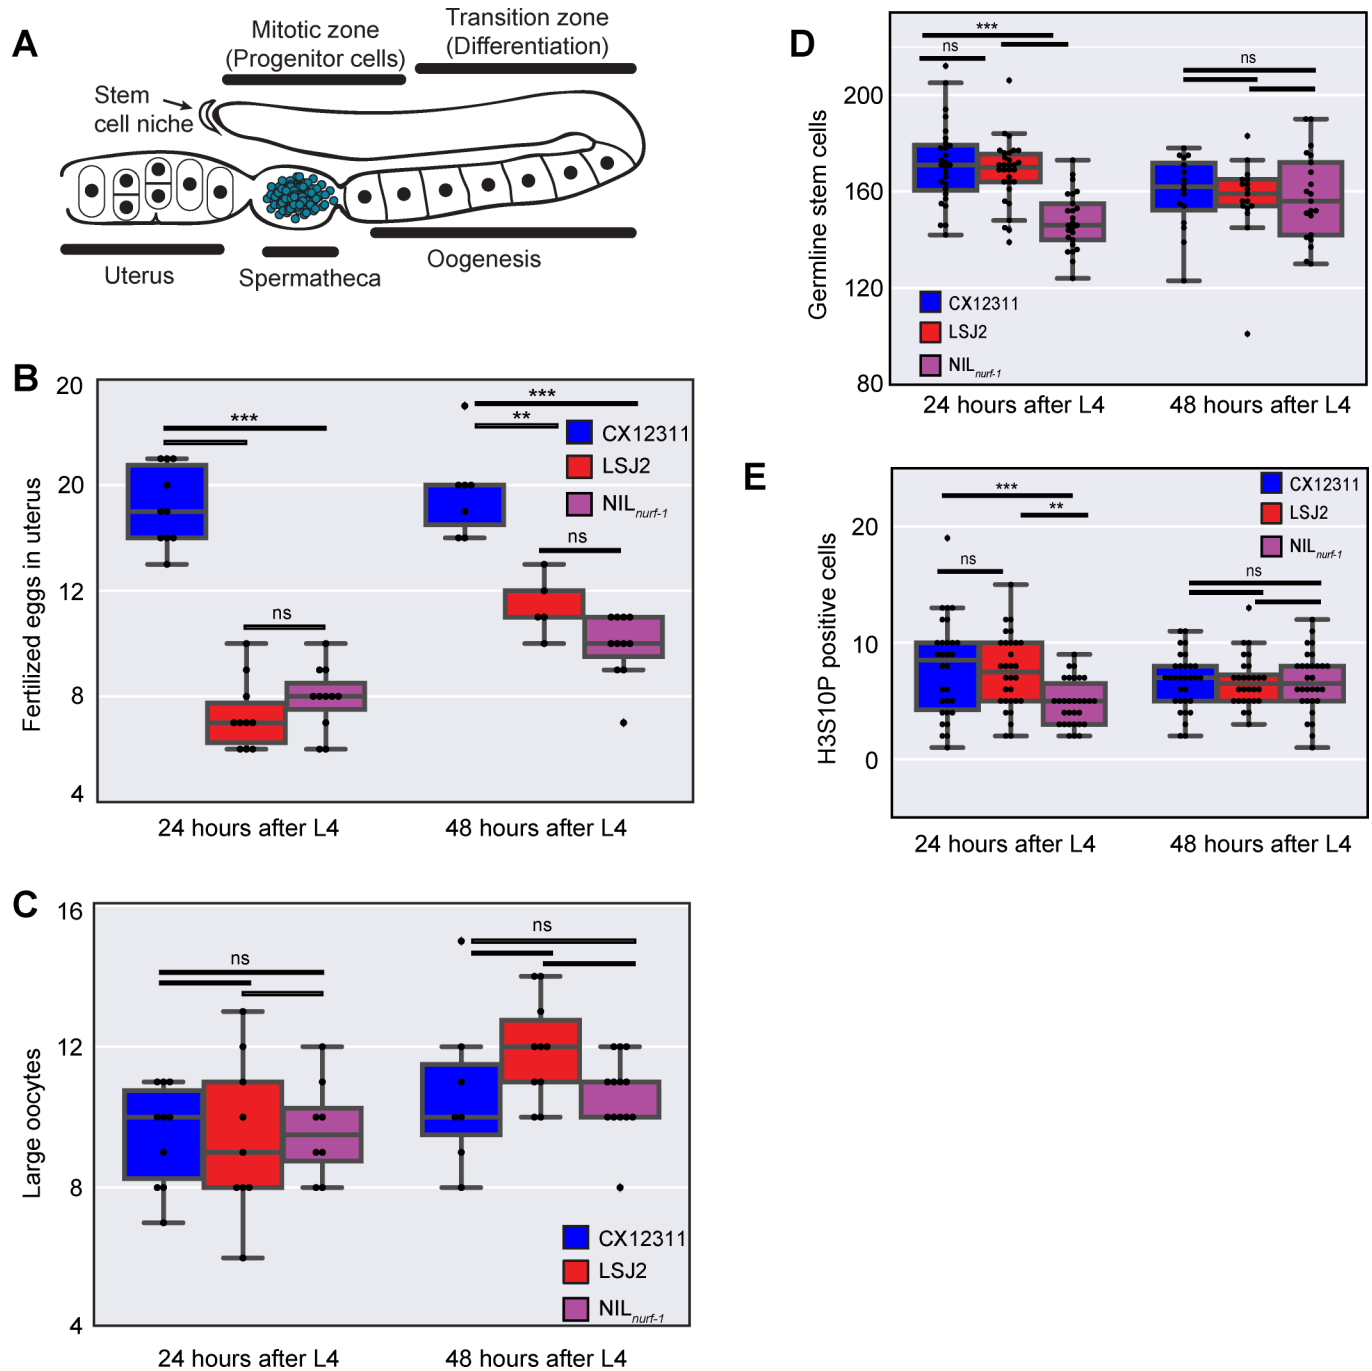 A
Mitotic zone
(Progenitor cells)
Transition zone
(Differentiation)
Stem
cell niche
Uterus
Spermatheca
Oogenesis
B
Fertilized eggs in uterus
20
20
12
8
4
***
ns
***
**
ns
CX12311
LSJ2
NILnurf-1
24 hours after L4
48 hours after L4
C
Large oocytes
16
12
8
4
ns
ns
CX12311
LSJ2
NILnurf-1
24 hours after L4
48 hours after L4
D
Germline stem cells
200
160
120
80
***
ns
ns
CX12311
LSJ2
NILnurf-1
24 hours after L4
48 hours after L4
E
H3S10P positive cells
20
10
0
***
**
ns
ns
CX12311
LSJ2
NILnurf-1
24 hours after L4
48 hours after L4